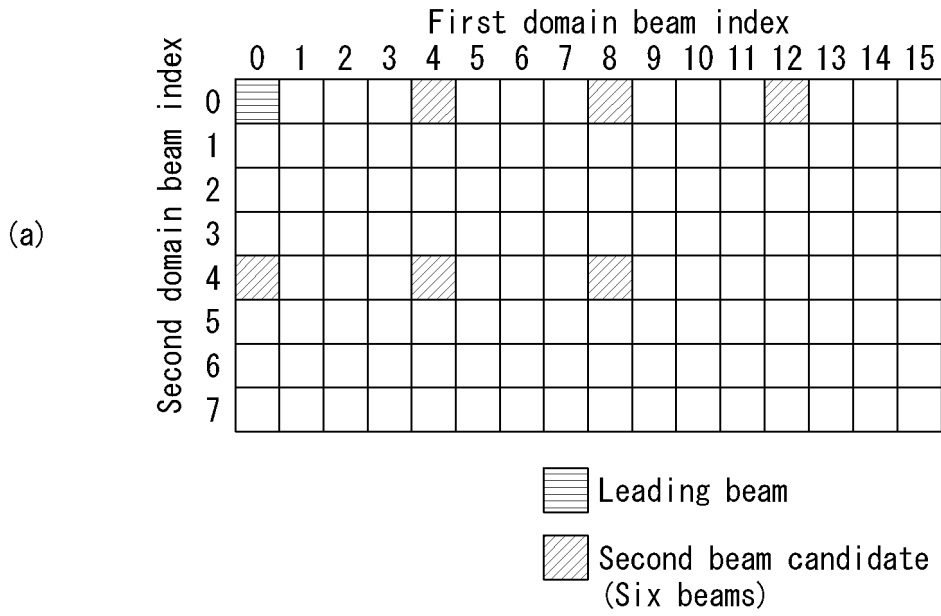 First domain beam index
0 1 2 3 4 5 6 7 8 9 10 11 12 13 14 15
(a)
Second domain beam index
0
1
2
3
4
5
6
7
Leading beam
Second beam candidate
(Six beams)